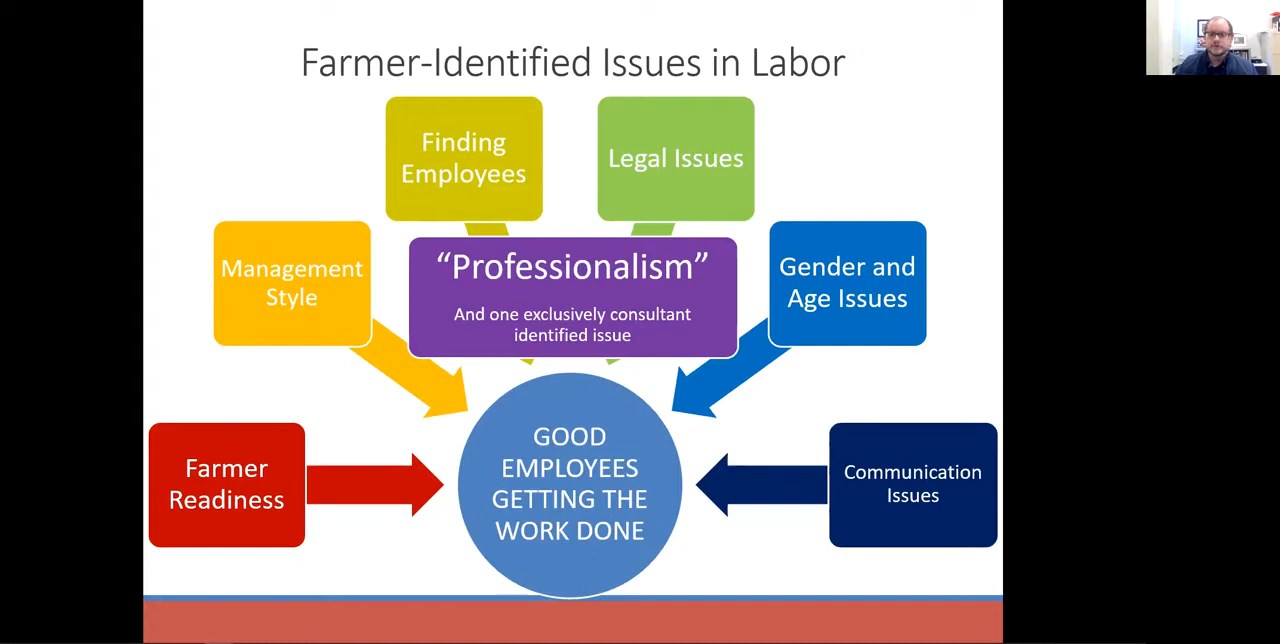 Farmer-Identified Issues in Labor
Finding
Employees
Legal Issues
Management
Style
“Professionalism”
And one exclusively consultant
identified issue
Gender and
Age Issues
Farmer
Readiness
GOOD
EMPLOYEES
GETTING THE
WORK DONE
Communication
Issues